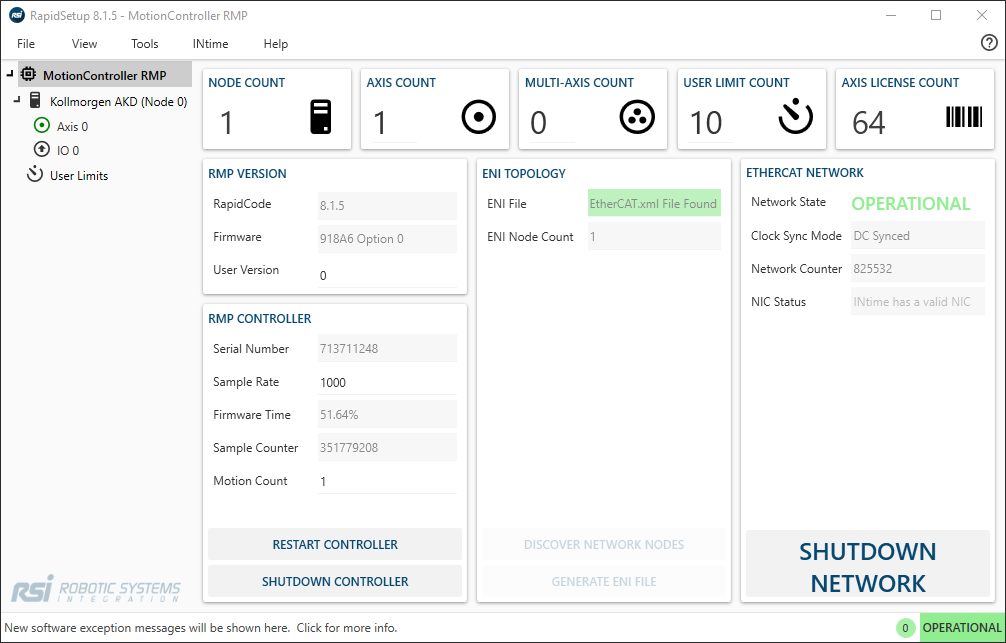 RSI RapidSetup 8.1.5 - MotionController RMP
File View Tools INtime Help
MotionController RMP
Kollmorgen AKD (Node 0)
Axis 0
IO 0
User Limits
NODE COUNT
1
AXIS COUNT
1
MULTI-AXIS COUNT
0
USER LIMIT COUNT
10
AXIS LICENSE COUNT
64
RMP VERSION
RapidCode 8.1.5
Firmware 918A6 Option 0
User Version 0
RMP CONTROLLER
Serial Number 713711248
Sample Rate 1000
Firmware Time 51.64%
Sample Counter 351779208
Motion Count 1
RESTART CONTROLLER
SHUTDOWN CONTROLLER
ENI TOPOLOGY
ENI File EtherCAT.xml File Found
ENI Node Count 1
DISCOVER NETWORK NODES
GENERATE ENI FILE
ETHERCAT NETWORK
Network State OPERATIONAL
Clock Sync Mode DC Synced
Network Counter 825532
NIC Status INtime has a valid NIC
SHUTDOWN
NETWORK
RSI ROBOTIC SYSTEMS
INTEGRATION
New software exception messages will be shown here. Click for more info.
0 OPERATIONAL